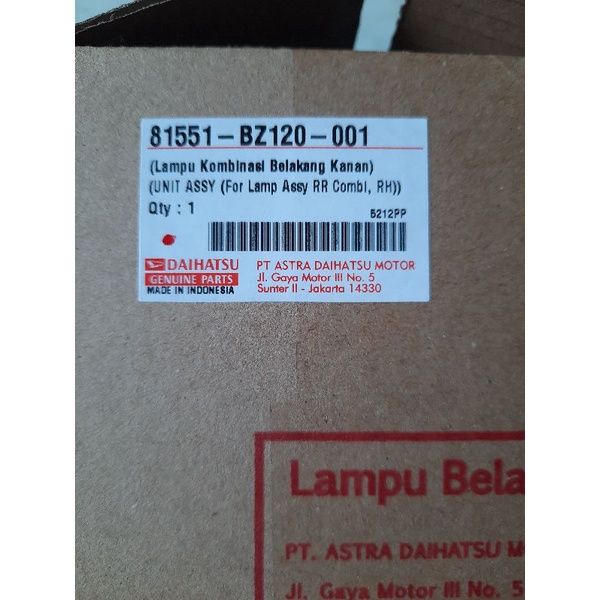 81551-BZ120-001
(Lampu Kombinasi Belakang Kanan)
(UNIT ASSY (For Lamp Assy RR Combi, RH))
Qty : 1
B212PP
DAIHATSU
GENUINE PARTS
MADE IN INDONESIA
PT ASTRA DAIHATSU MOTOR
Jl. Gaya Motor III No. 5
Sunter II - Jakarta 14330
Lampu Bela
PT. ASTRA DAIHATSU M
Jl. Gaya Motor III No. 5